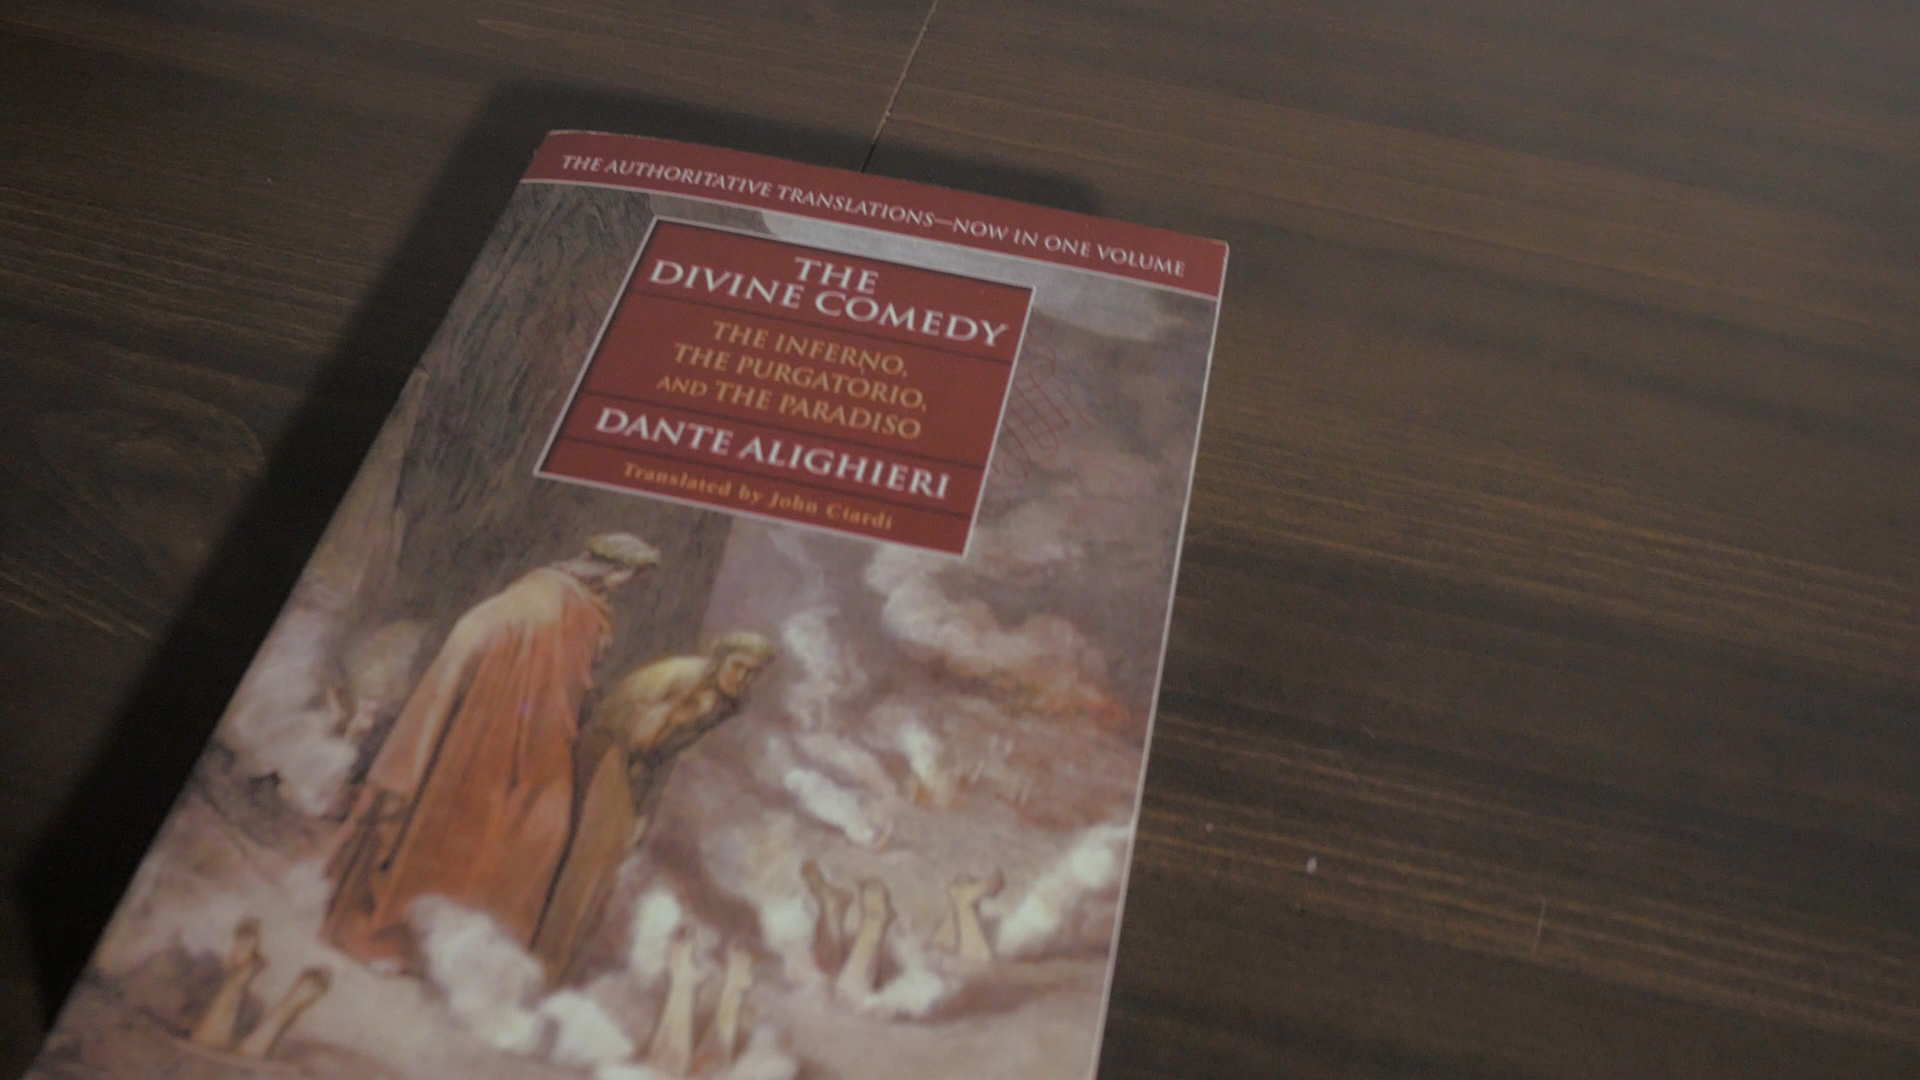 THE AUTHORITATIVE TRANSLATIONS—NOW IN ONE VOLUME
THE
DIVINE COMEDY
THE INFERNO,
THE PURGATORIO,
AND THE PARADISO
DANTE ALIGHIERI
Translated by John Ciardi